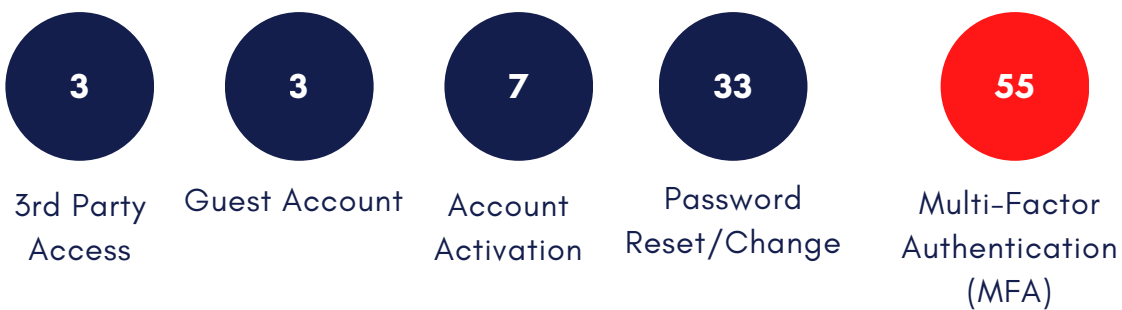 3
3
7
33
55
3rd Party
Access
Guest Account
Account
Activation
Password
Reset/Change
Multi-Factor
Authentication
(MFA)